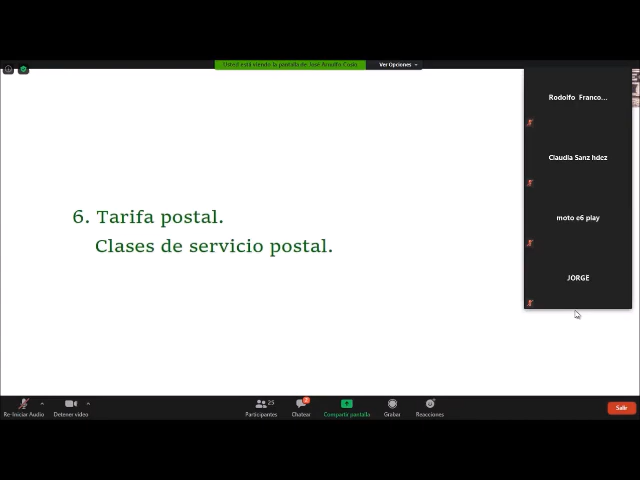 Usted está viendo la pantalla de José Arnulfo Cusio
Ver Opciones
Rodolfo Franco...
Claudia Sanz hdez
moto e6 play
JORGE
6. Tarifa postal.
Clases de servicio postal.
Re-Iniciar Audio
Detener video
25
Participantes
Chatear
Compartir pantalla
Grabar
Reacciones
Salir